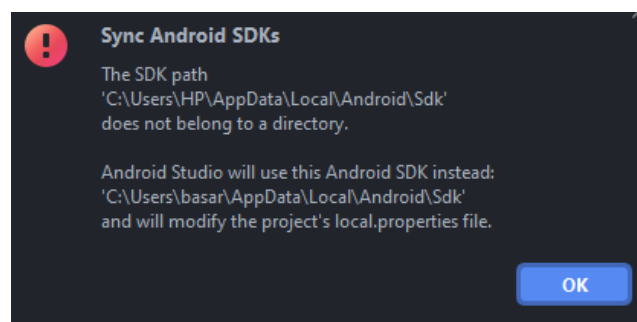 Sync Android SDKs
The SDK path
'C:\Users\HP\AppData\Local\Android\Sdk'
does not belong to a directory.
Android Studio will use this Android SDK instead:
'C:\Users\basar\AppData\Local\Android\Sdk'
and will modify the project's local.properties file.
OK